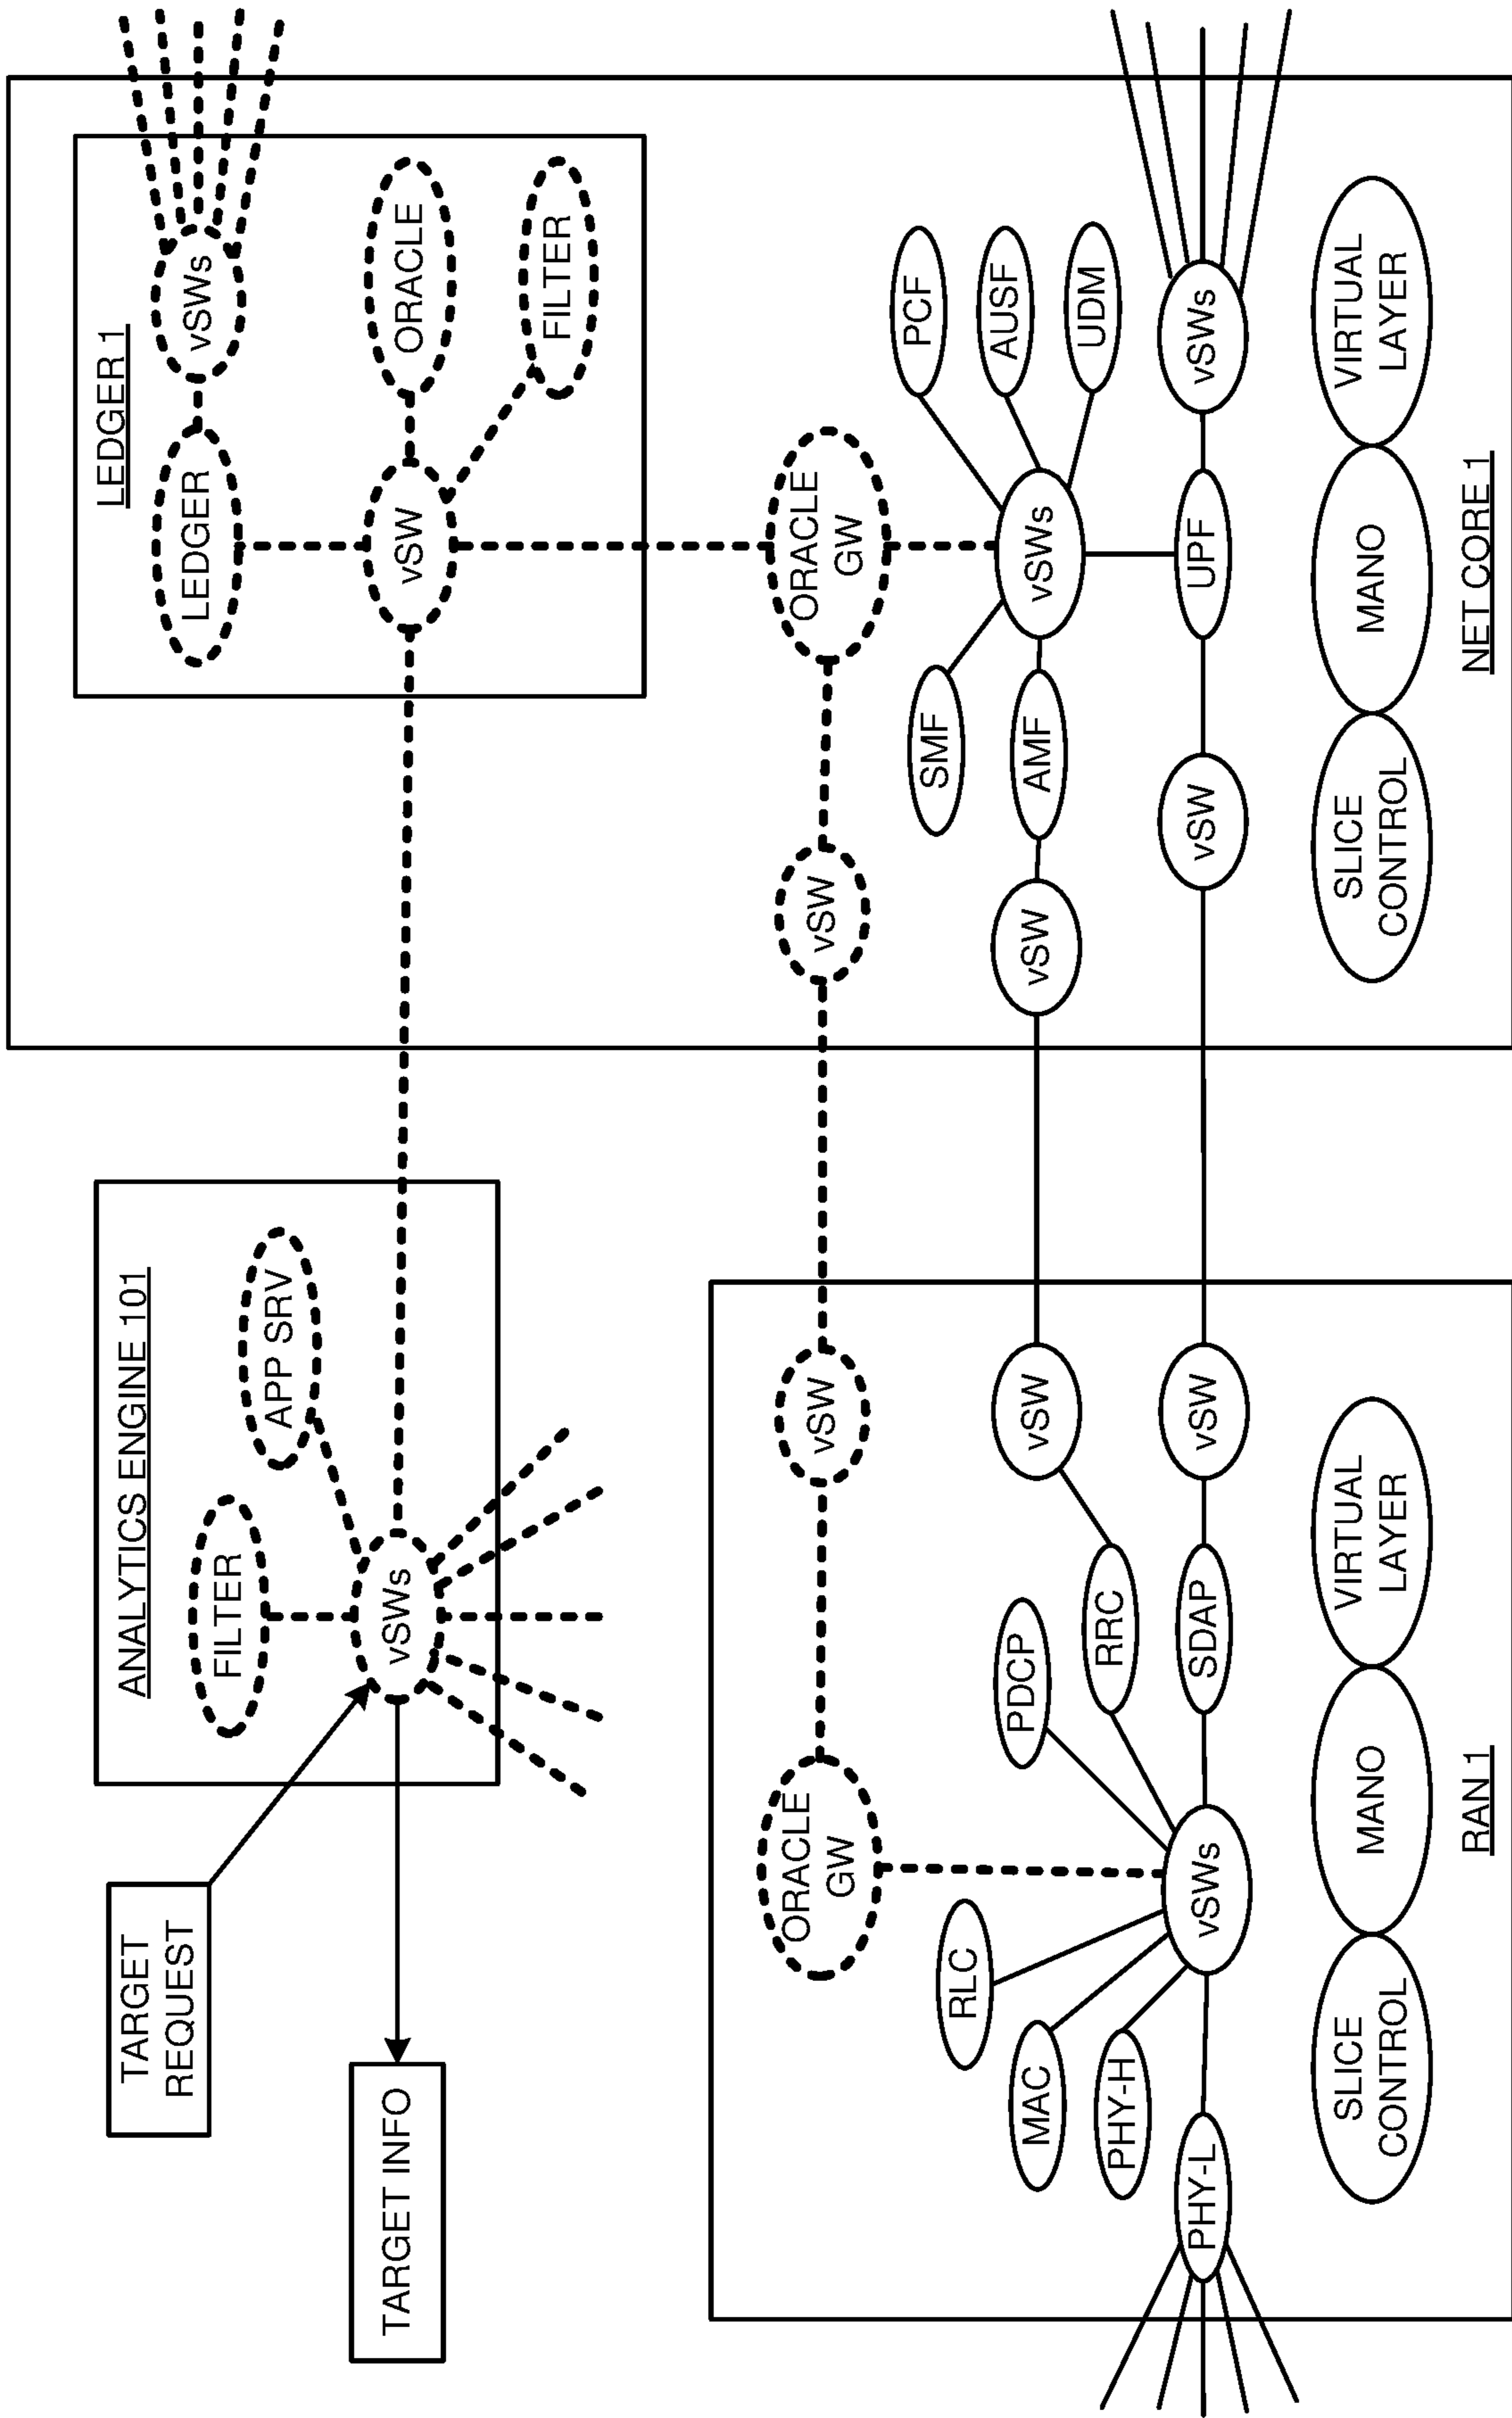 TARGET
REQUEST
TARGET INFO
ANALYTICS ENGINE 101
FILTER
APP SRV
vSWs
LEDGER 1
LEDGER
vSWs
vSW
ORACLE
FILTER
ORACLE
GW
vSW
RLC
MAC
PHY-H
PHY-L
vSWs
PDCP
RRC
SDAP
vSW
vSW
SLICE
CONTROL
MANO
VIRTUAL
LAYER
RAN 1
vSW
ORACLE
GW
SMF
AMF
vSW
vSWs
PCF
AUSF
UDM
vSW
UPF
vSWs
SLICE
CONTROL
MANO
VIRTUAL
LAYER
NET CORE 1